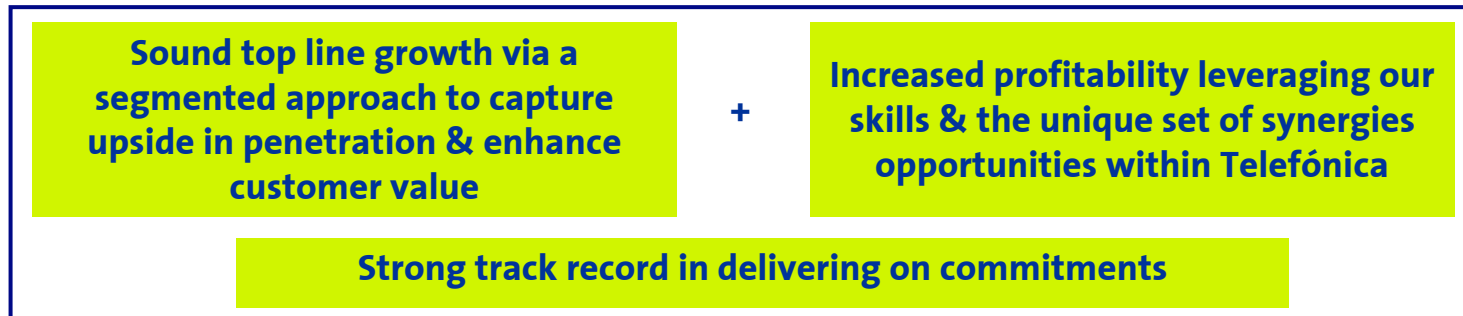 Sound top line growth via a
segmented approach to capture
upside in penetration & enhance
customer value
+
Increased profitability leveraging our
skills & the unique set of synergies
opportunities within Telefónica
Strong track record in delivering on commitments